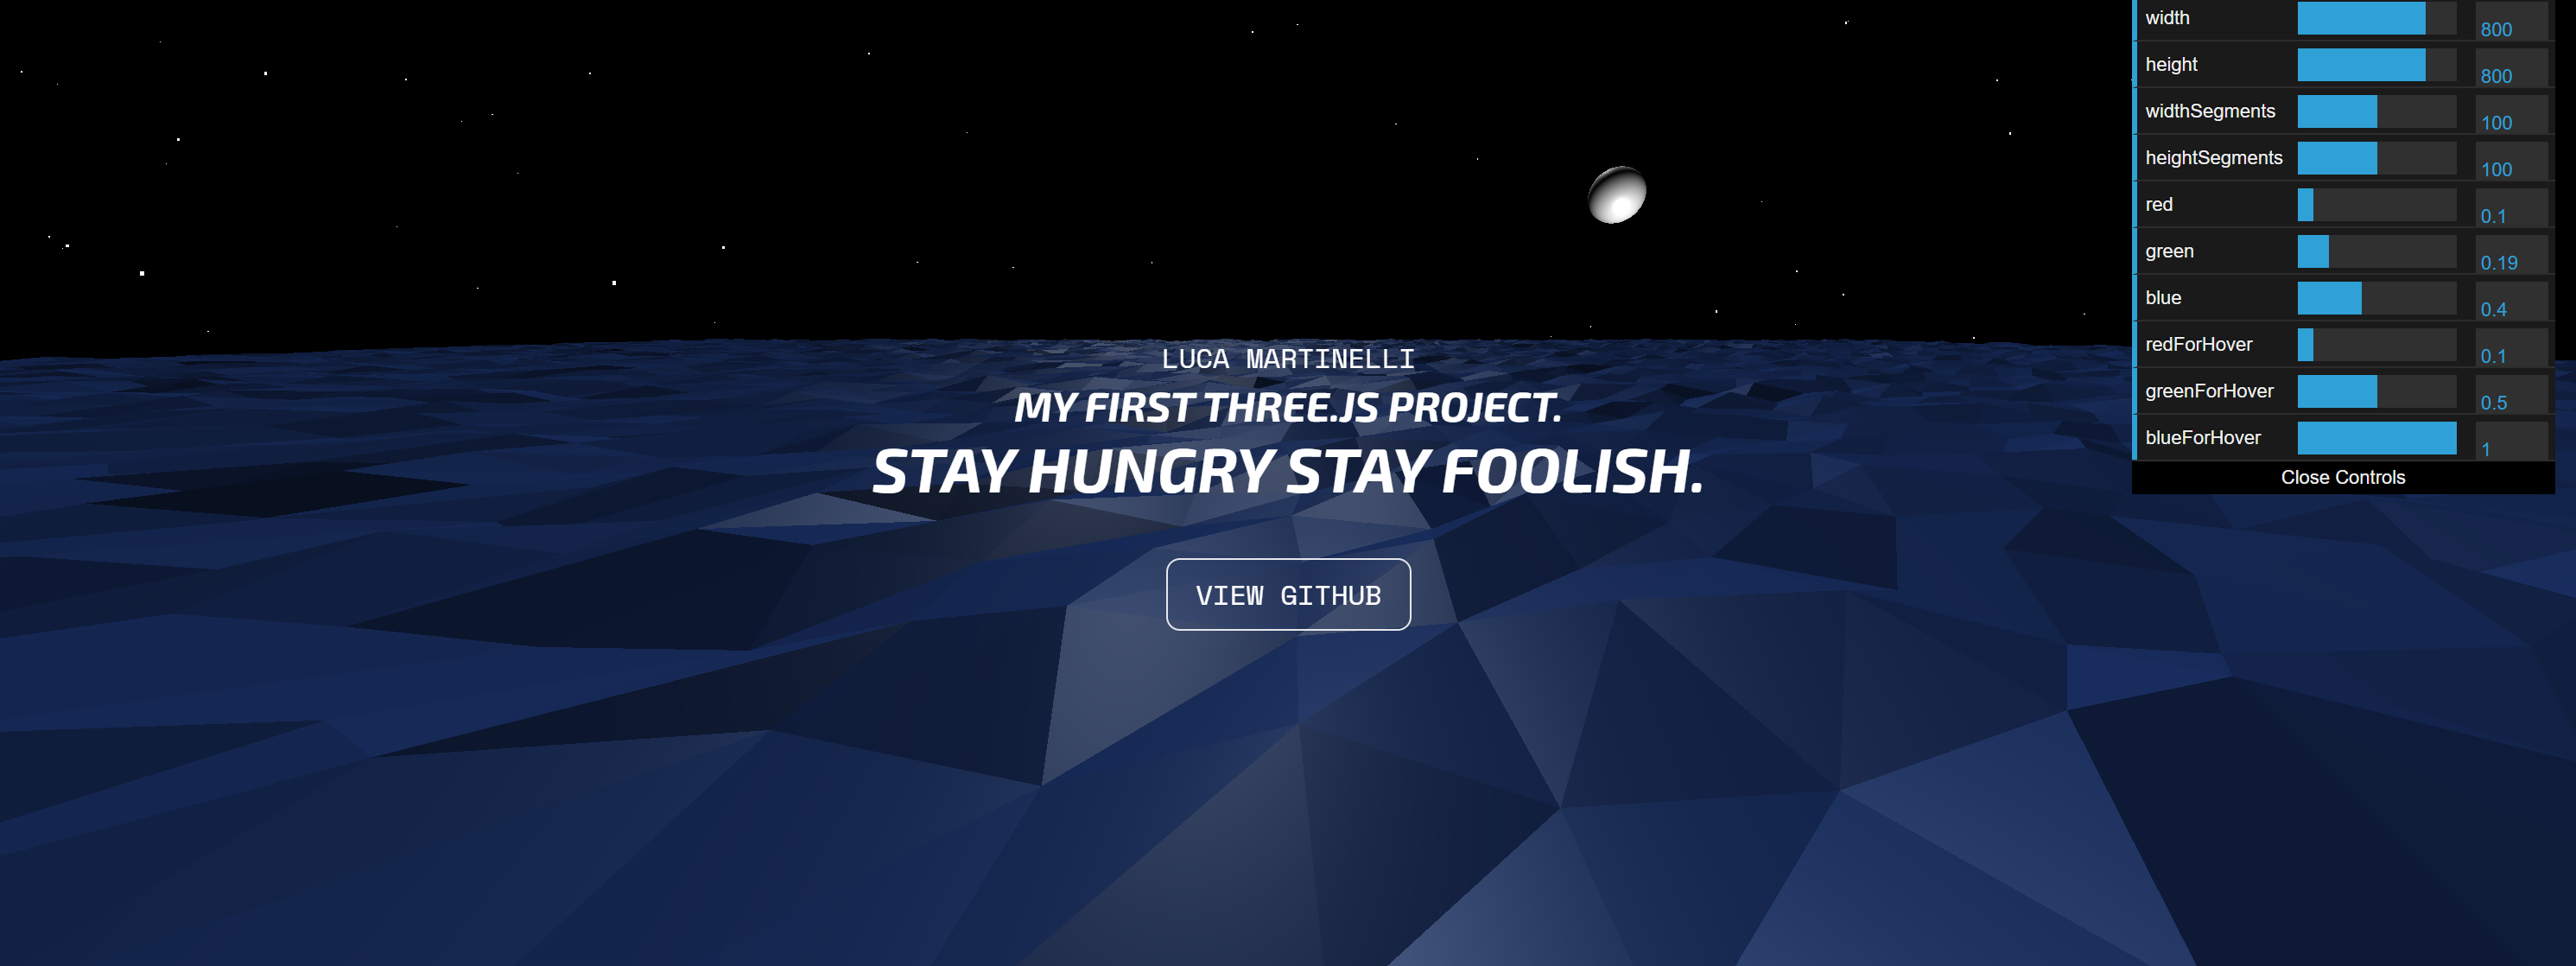 LUCA MARTINELLI
MY FIRST THREE.JS PROJECT.
STAY HUNGRY STAY FOOLISH.
VIEW GITHUB
width 800
height 800
widthSegments 100
heightSegments 100
red 0.1
green 0.19
blue 0.4
redForHover 0.1
greenForHover 0.5
blueForHover 1
Close Controls